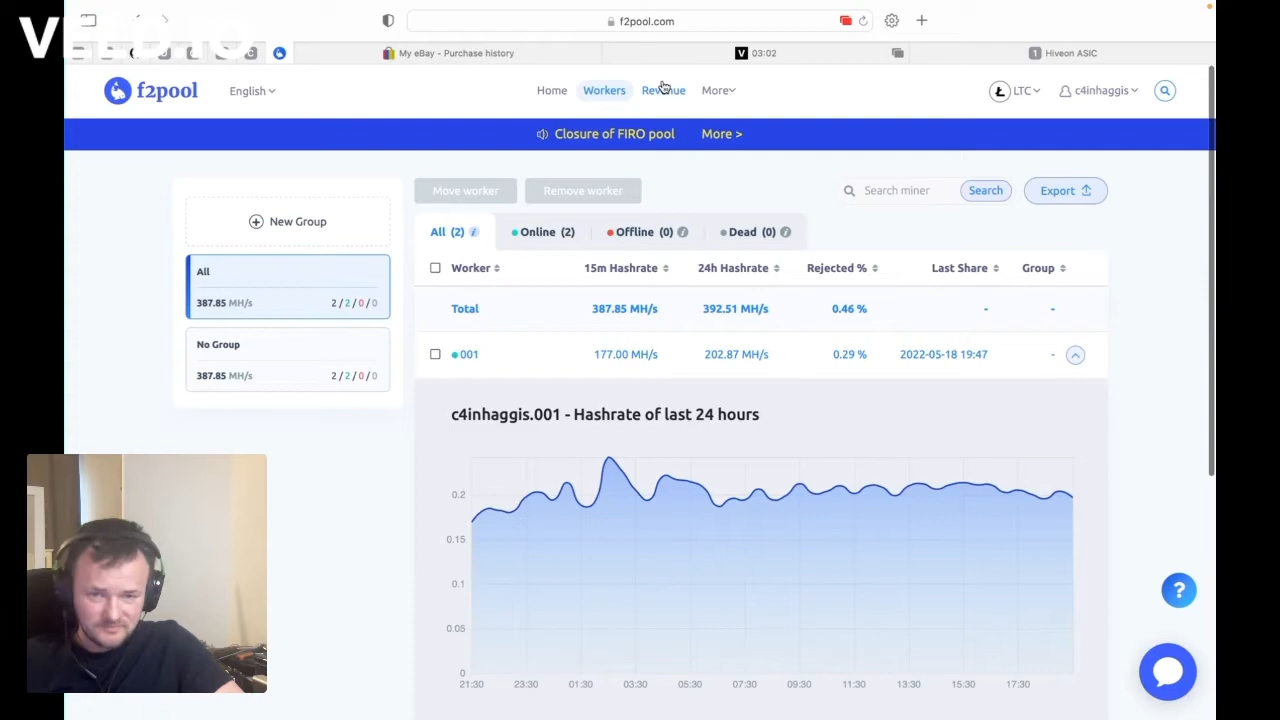 VEED.IO
f2pool.com
My eBay - Purchase history
V 03:02
1 Hiveon ASIC
f2pool
English
Home Workers Revenue More
LTC c4inhaggis
Closure of FIRO pool More >
New Group
All
387.85 MH/s 2 / 2 / 0 / 0
No Group
387.85 MH/s 2 / 2 / 0 / 0
Move worker Remove worker Search miner Search Export
All (2) Online (2) Offline (0) Dead (0)
Worker 15m Hashrate 24h Hashrate Rejected % Last Share Group
Total 387.85 MH/s 392.51 MH/s 0.46 % - -
001 177.00 MH/s 202.87 MH/s 0.29 % 2022-05-18 19:47 -
c4inhaggis.001 - Hashrate of last 24 hours
0.2
0.15
0.1
0.05
0
21:30 23:30 01:30 03:30 05:30 07:30 09:30 11:30 13:30 15:30 17:30
?